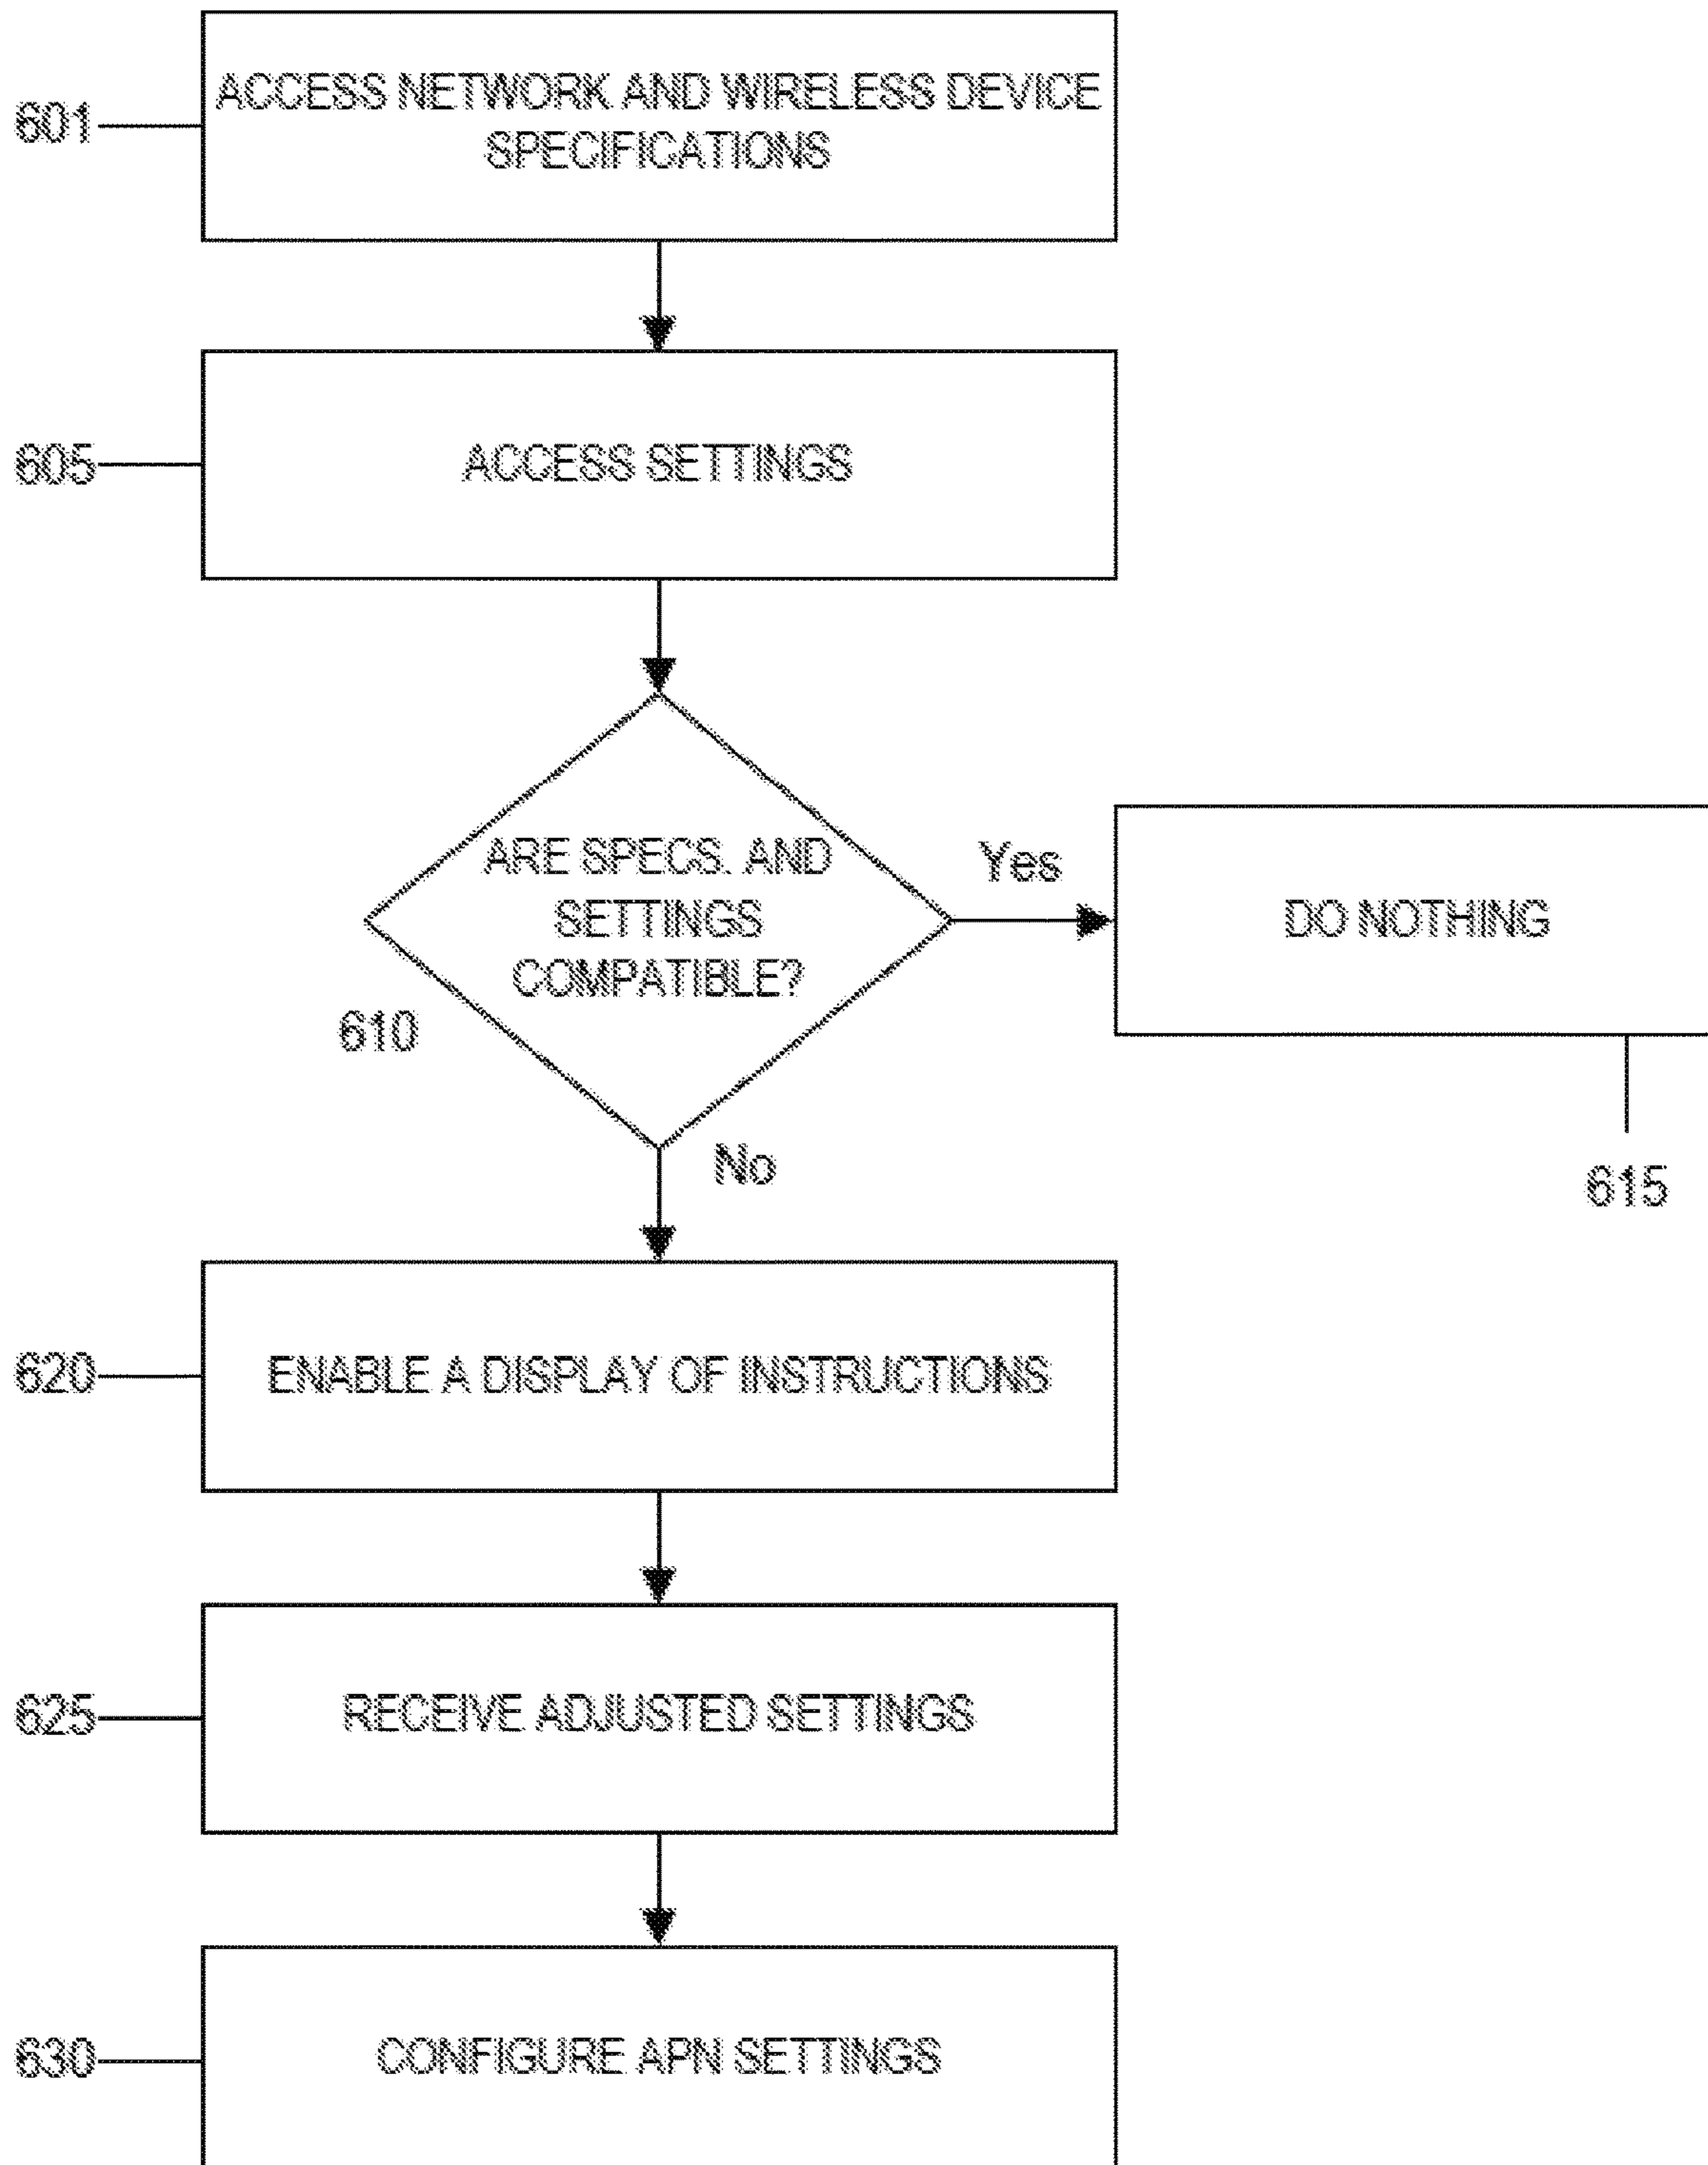 601
ACCESS NETWORK AND WIRELESS DEVICE
SPECIFICATIONS
605
ACCESS SETTINGS
ARE SPECS. AND
SETTINGS
COMPATIBLE?
610
Yes
DO NOTHING
615
No
620
ENABLE A DISPLAY OF INSTRUCTIONS
625
RECEIVE ADJUSTED SETTINGS
630
CONFIGURE APN SETTINGS